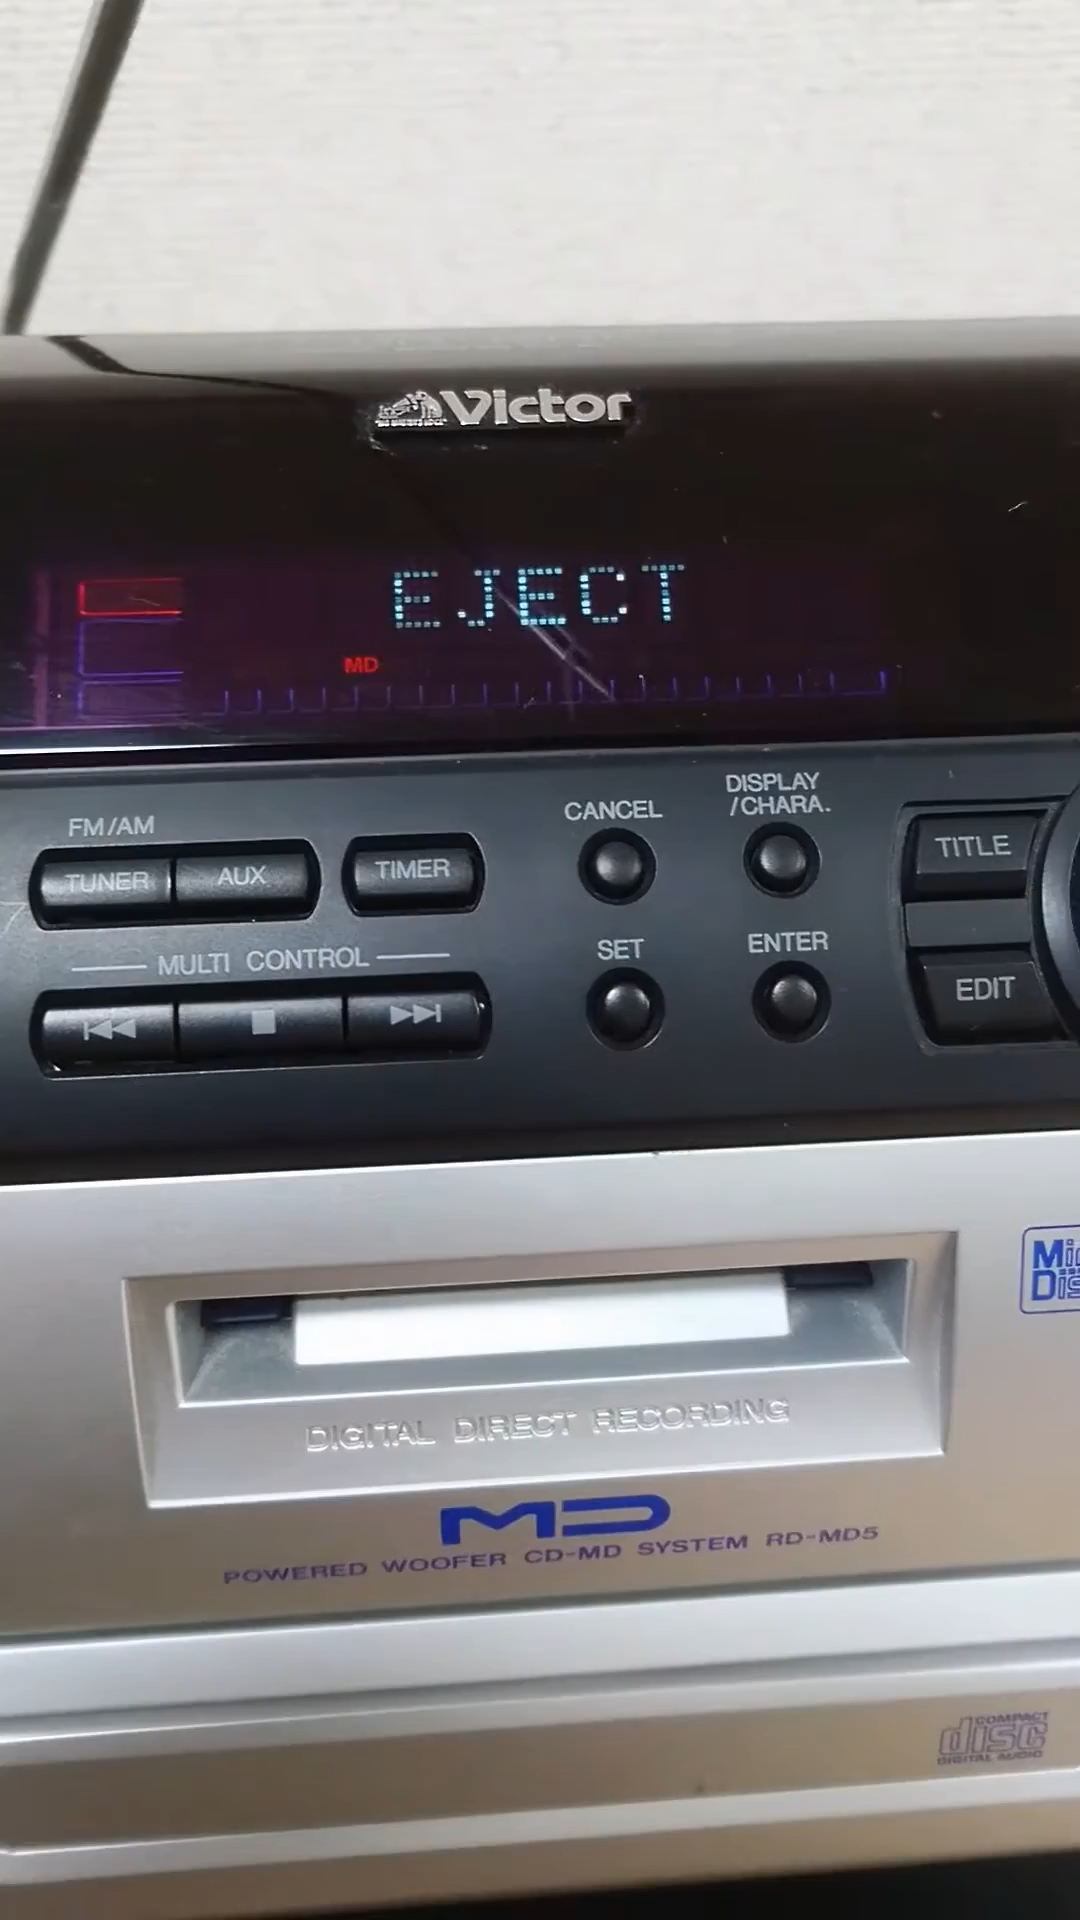 Victor
EJECT
MD
FM/AM
TUNER
AUX
TIMER
CANCEL
DISPLAY
/CHARA.
TITLE
MULTI CONTROL
SET
ENTER
EDIT
DIGITAL DIRECT RECORDING
MD
POWERED WOOFER CD-MD SYSTEM RD-MD5
COMPACT
disc
DIGITAL AUDIO